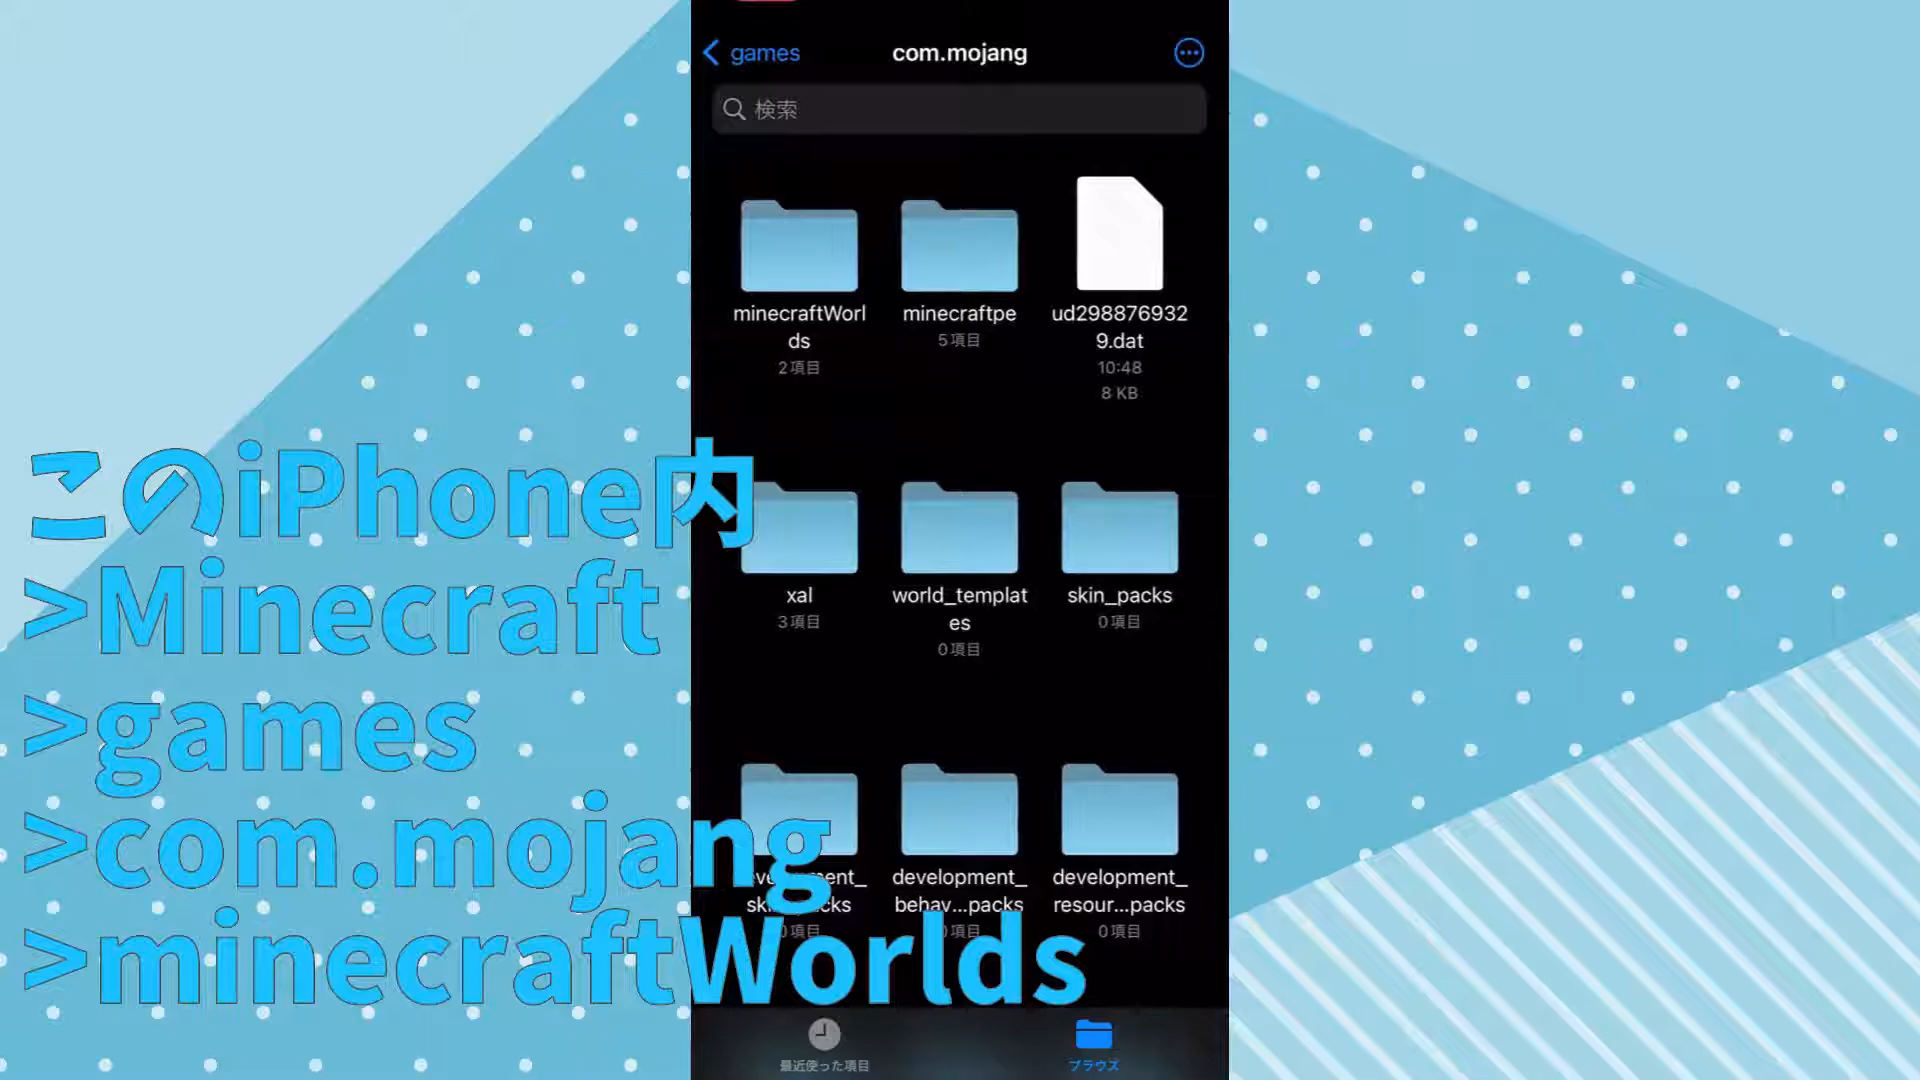 games
com.mojang
検索
minecraftWorl
ds
2項目
minecraftpe
5項目
ud298876932
9.dat
10:48
8 KB
xal
3項目
world_templat
es
0項目
skin_packs
0項目
development_
behav...packs
0項目
development_
resour...packs
0項目
このiPhone内
>Minecraft
>games
>com.mojang
>minecraftWorlds
最近使った項目
ブラウズ